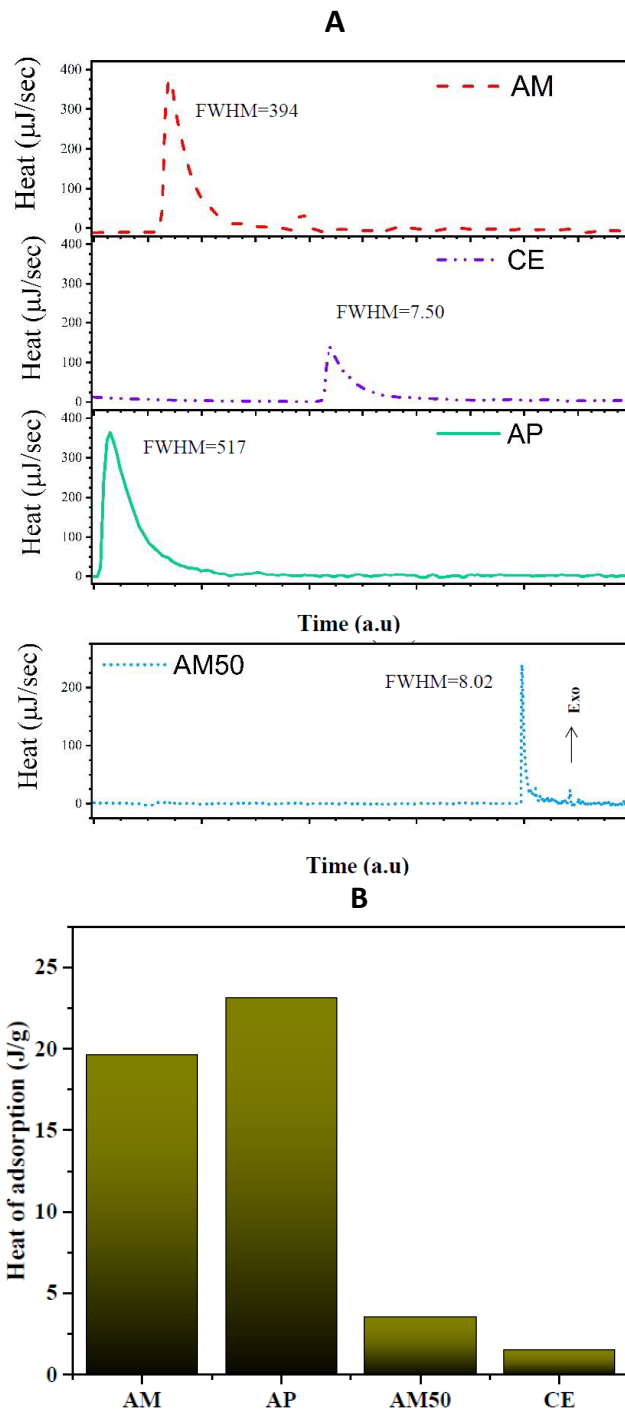 A
Heat (μJ/sec)
400
300
200
100
0
FWHM=394
AM
Heat (μJ/sec)
400
300
200
100
0
FWHM=7.50
CE
Heat (μJ/sec)
400
300
200
100
0
FWHM=517
AP
Time (a.u)
Heat (μJ/sec)
200
100
0
AM50
FWHM=8.02
Exo
Time (a.u)
B
Heat of adsorption (J/g)
25
20
15
10
5
0
AM AP AM50 CE